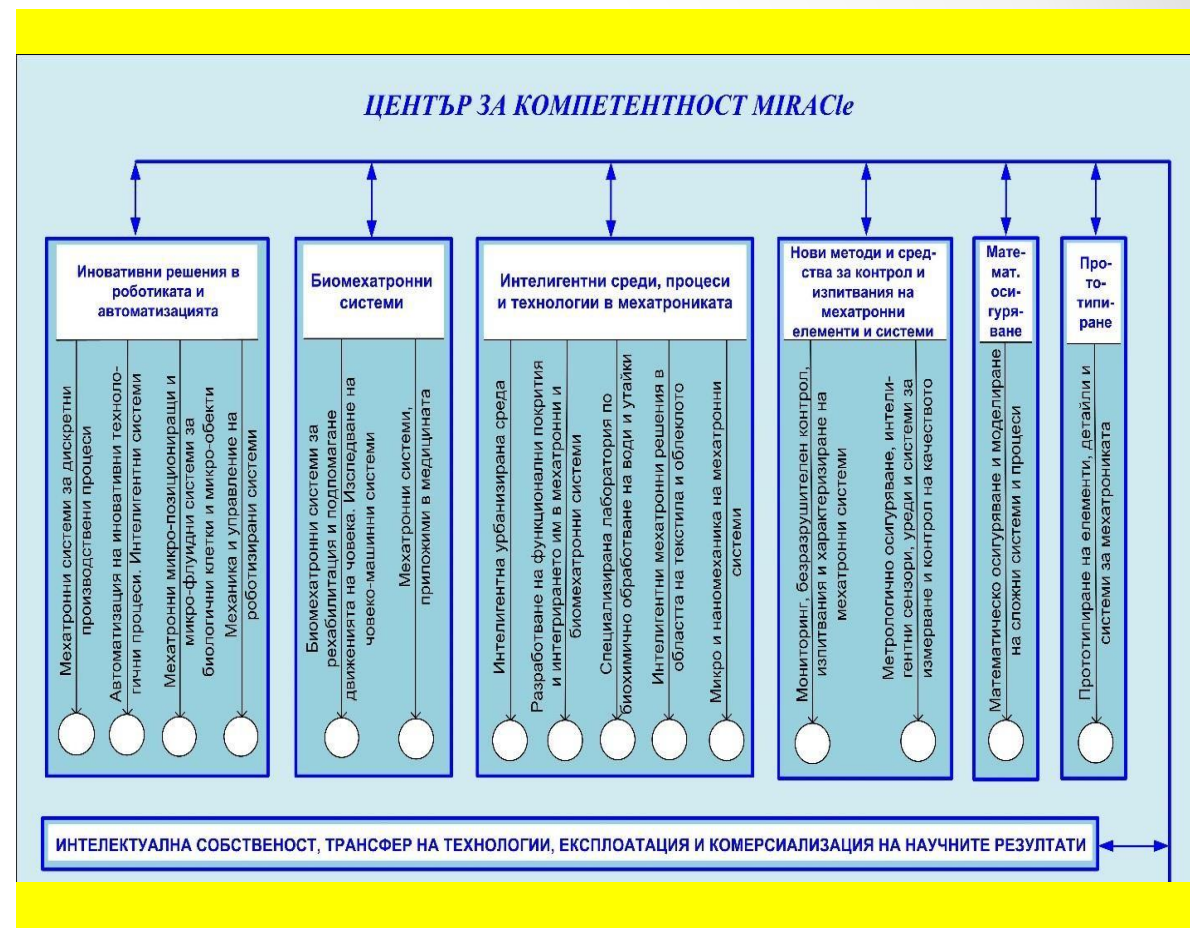 ЦЕНТЪР ЗА КОМПЕТЕНТНОСТ MIRACle
Иновативни решения в
роботиката и
автоматизацията
Мехатронни системи за дискретни
производствени процеси
Автоматизация на иновативни техноло-
гични процеси. Интелигентни системи
Мехатронни микро-позициониращи и
микро-флуидни системи за
биологични клетки и микро-обекти
Механика и управление на
роботизирани системи
Биомехатронни
системи
Биомехатронни системи за
рехабилитация и подпомагане
движенията на човека. Изследване на
човеко-машинни системи
Мехатронни системи,
приложими в медицината
Интелигентни среди, процеси
и технологии в мехатрониката
Интелигентна урбанизирана среда
Разработване на функционални покрития
и интегрирането им в мехатронни и
биомехатронни системи
Специализирана лаборатория по
биохимично обработване на води и утайки
Интелигентни мехатронни решения в
областта на текстила и облеклото
Микро и наномеханика на мехатронни
системи
Нови методи и сред-
ства за контрол и
изпитвания на
мехатронни
елементи и системи
Мониторинг, безразрушителен контрол,
изпитвания и характеризиране на
мехатронни системи
Метрологично осигуряване, интели-
гентни сензори, уреди и системи за
измерване и контрол на качеството
Мате-
мат.
оси-
гуря-
ване
Математическо осигуряване и моделиране
на сложни системи и процеси
Про-
то-
типи-
ране
Прототипиране на елементи, детайли и
системи за мехатрониката
ИНТЕЛЕКТУАЛНА СОБСТВЕНОСТ, ТРАНСФЕР НА ТЕХНОЛОГИИ, ЕКСПЛОАТАЦИЯ И КОМЕРСИАЛИЗАЦИЯ НА НАУЧНИТЕ РЕЗУЛТАТИ